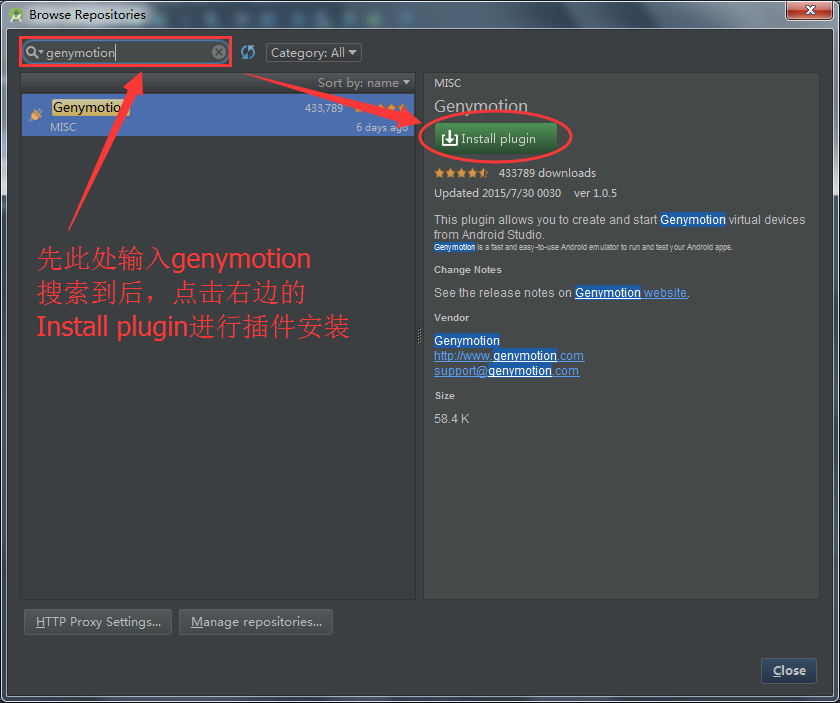 Browse Repositories
genymotion
Category: All
Sort by: name
Genymotion
433,789
MISC
6 days ago
先此处输入genymotion
搜索到后，点击右边的
Install plugin进行插件安装
MISC
Genymotion
Install plugin
433789 downloads
Updated 2015/7/30 0030 ver 1.0.5
This plugin allows you to create and start Genymotion virtual devices
from Android Studio.
Genymotion is a fast and easy-to-use Android emulator to run and test your Android apps.
Change Notes
See the release notes on Genymotion website.
Vendor
Genymotion
http://www.genymotion.com
support@genymotion.com
Size
58.4 K
HTTP Proxy Settings...
Manage repositories...
Close